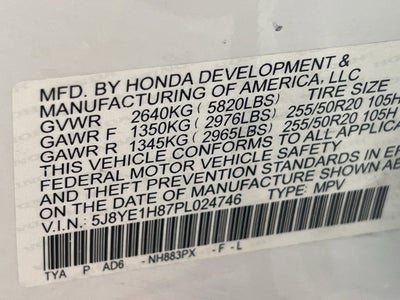 MFD. BY HONDA DEVELOPMENT &
MANUFACTURING OF AMERICA, LLC
GVWR 2640KG (5820LBS) TIRE SIZE
GAWR F 1350KG (2976LBS) 255/50R20 105H
GAWR R 1345KG (2965LBS) 255/50R20 105H
THIS VEHICLE CONFORMS TO ALL APPLICA
FEDERAL MOTOR VEHICLE SAFETY
AND THEFT PREVENTION STANDARDS IN EF
ON THE DATE OF MANUFACTURE SHOWN AB
V.I.N.: 5J8YE1H87PL024746 TYPE: MPV
TYA P AD6 - NH883PX - F - L